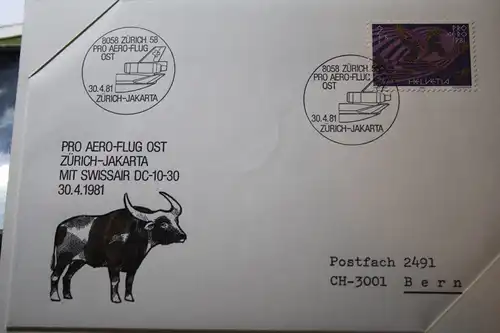 8058 ZÜRICH 58
PRO AERO-FLUG
OST
30.4.81
ZÜRICH-JAKARTA
8058 ZÜRICH 58
PRO AERO-FLUG
OST
30.4.81
ZÜRICH-JAKARTA
PRO
AERO
1981
HELVETIA
PRO AERO-FLUG OST
ZÜRICH-JAKARTA
MIT SWISSAIR DC-10-30
30.4.1981
Postfach 2491
CH-3001 Bern